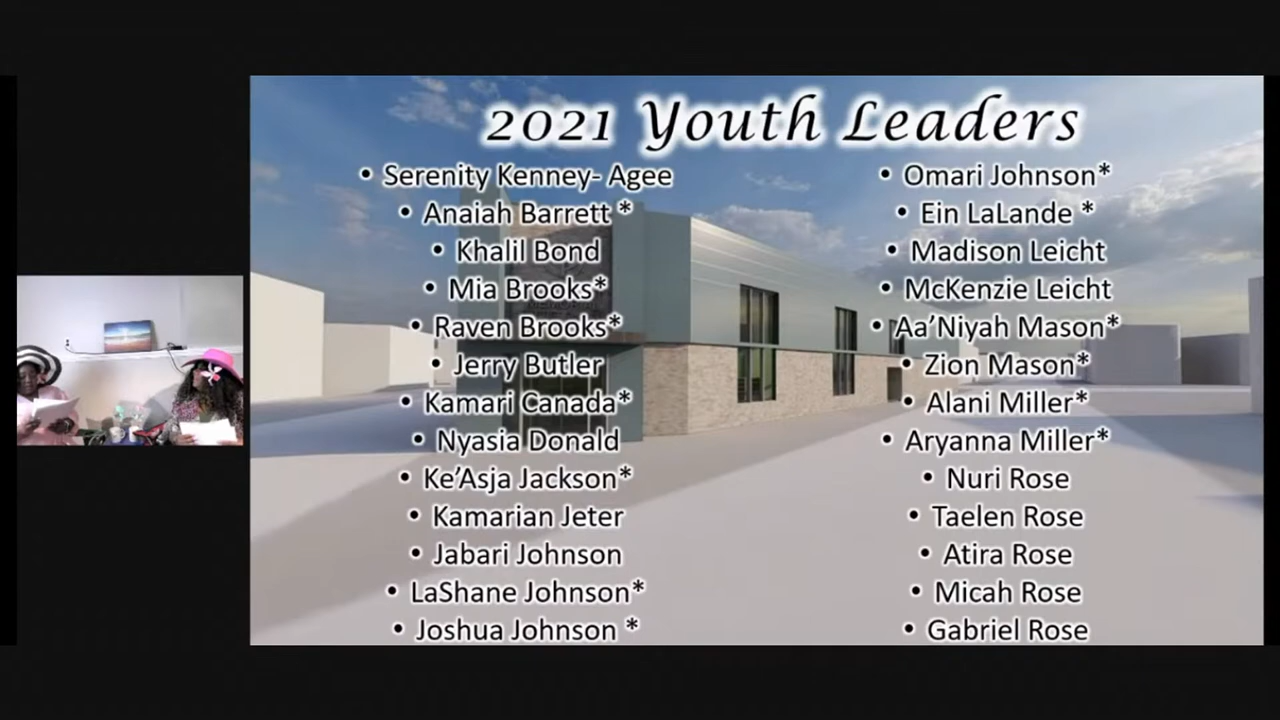 2021 Youth Leaders
• Serenity Kenney- Agee
• Anaiah Barrett *
• Khalil Bond
• Mia Brooks*
• Raven Brooks*
• Jerry Butler
• Kamari Canada*
• Nyasia Donald
• Ke’Asja Jackson*
• Kamarian Jeter
• Jabari Johnson
• LaShane Johnson*
• Joshua Johnson *
• Omari Johnson*
• Ein LaLande *
• Madison Leicht
• McKenzie Leicht
• Aa’Niyah Mason*
• Zion Mason*
• Alani Miller*
• Aryanna Miller*
• Nuri Rose
• Taelen Rose
• Atira Rose
• Micah Rose
• Gabriel Rose